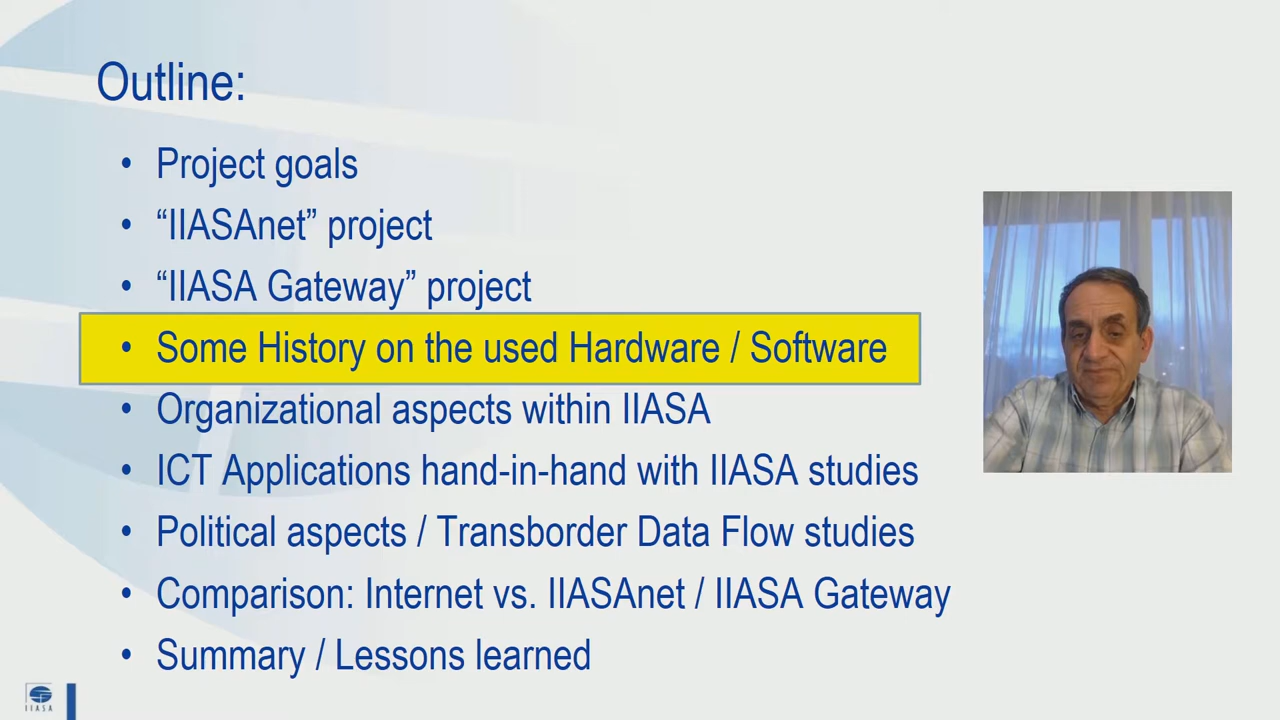 Outline:
• Project goals
• “IIASAnet” project
• “IIASA Gateway” project
• Some History on the used Hardware / Software
• Organizational aspects within IIASA
• ICT Applications hand-in-hand with IIASA studies
• Political aspects / Transborder Data Flow studies
• Comparison: Internet vs. IIASAnet / IIASA Gateway
• Summary / Lessons learned
IIASA